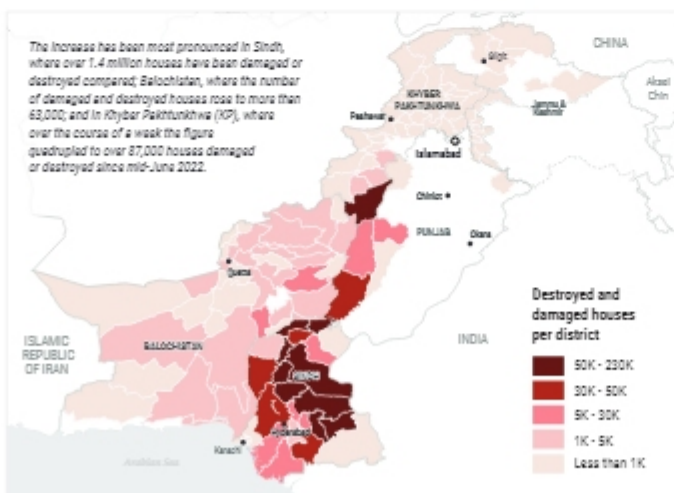 The increase has been most pronounced in Sindh,
where over 1.4 million houses have been damaged or
destroyed compared; Balochistan, where the number
of damaged and destroyed houses rose to more than
63,000; and in Khyber Pakhtunkhwa (KP), where
over the course of a week the figure
quadrupled to over 87,000 houses damaged
or destroyed since mid-June 2022.
CHINA
Gilgit
Aksai
Chin
KHYBER
PAKHTUNKHWA
Jammu &
Kashmir
Peshawar
Islamabad
Chiniot
PUNJAB
Okara
Quetta
Destroyed and
damaged houses
per district
ISLAMIC
REPUBLIC
OF IRAN
BALOCHISTAN
INDIA
50K - 230K
SINDH
30K - 50K
5K - 30K
Hyderabad
1K - 5K
Karachi
Arabian Sea
Less than 1K